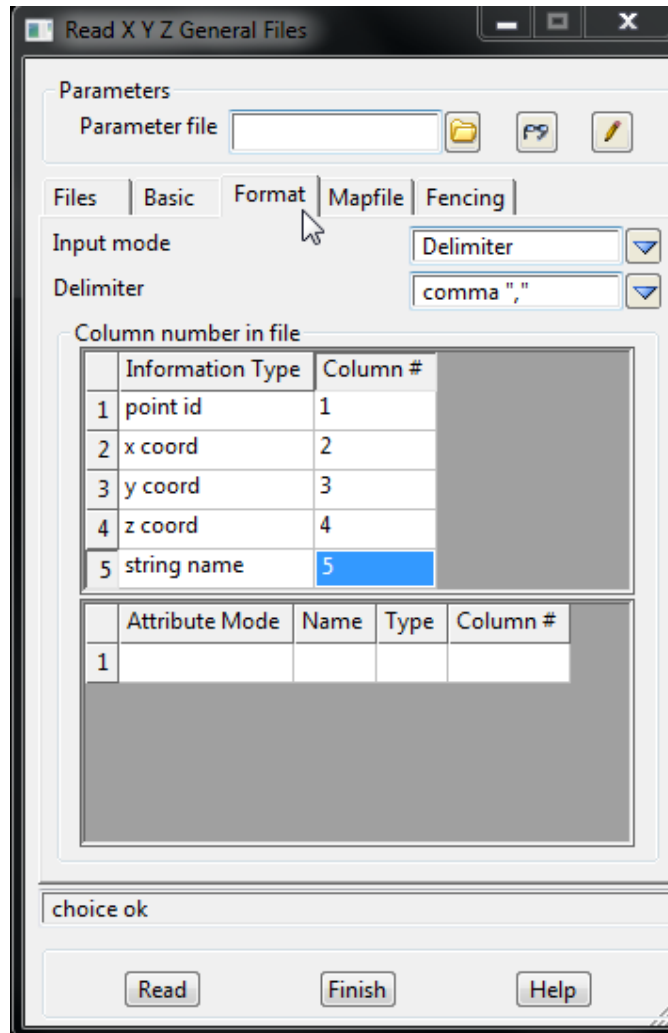 Read X Y Z General Files
Parameters
Parameter file
Files Basic Format Mapfile Fencing
Input mode Delimiter
Delimiter comma ","
Column number in file
Information Type Column #
1 point id 1
2 x coord 2
3 y coord 3
4 z coord 4
5 string name 5
Attribute Mode Name Type Column #
1
choice ok
Read Finish Help